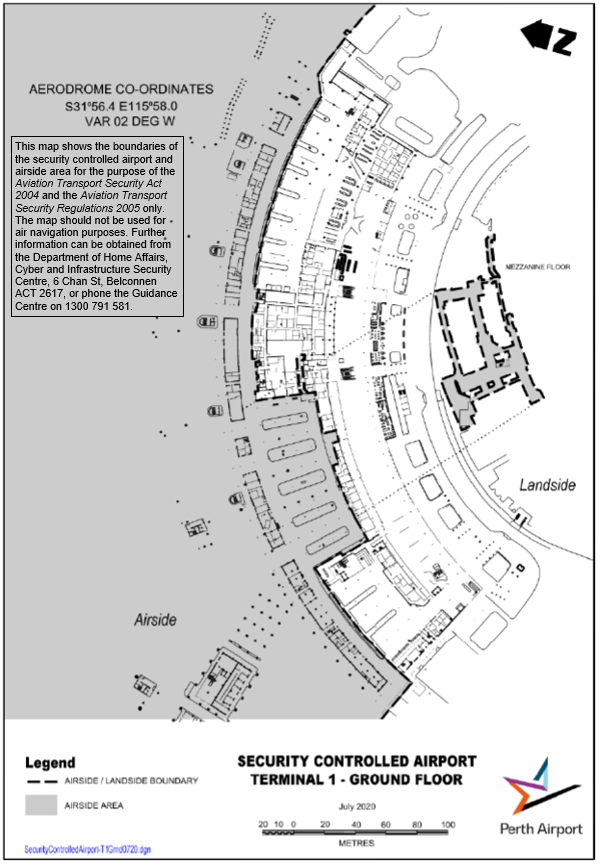 Z
AERODROME CO-ORDINATES
S31°56.4 E115°58.0
VAR 02 DEG W
This map shows the boundaries of
the security controlled airport and
airside area for the purpose of the
Aviation Transport Security Act
2004 and the Aviation Transport
Security Regulations 2005 only.
The map should not be used for
air navigation purposes. Further
information can be obtained from
the Department of Home Affairs,
Cyber and Infrastructure Security
Centre, 6 Chan St, Belconnen
ACT 2617, or phone the Guidance
Centre on 1300 791 581.
MEZZANINE FLOOR
Landside
Airside
Legend
AIRSIDE / LANDSIDE BOUNDARY
AIRSIDE AREA
SECURITY CONTROLLED AIRPORT
TERMINAL 1 - GROUND FLOOR
July 2020
20 10 0 20 40 60 80 100
METRES
Perth Airport
SecurityControlledAirport-T1Grnd0720.dgn